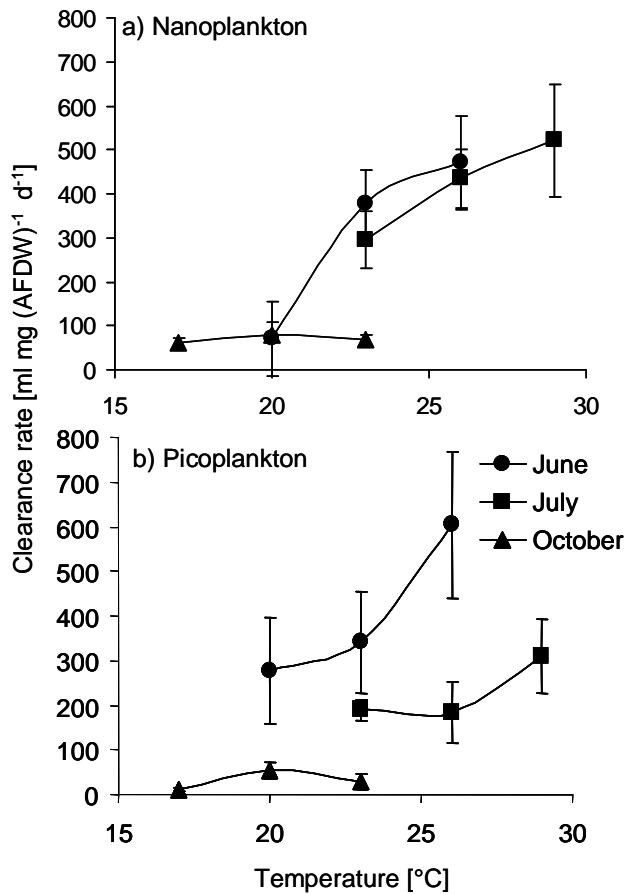 a) Nanoplankton
800
700
600
500
400
300
200
100
0
15 20 25 30
Clearance rate [ml mg (AFDW)⁻¹ d⁻¹]
b) Picoplankton
June
July
October
800
700
600
500
400
300
200
100
0
15 20 25 30
Temperature [°C]